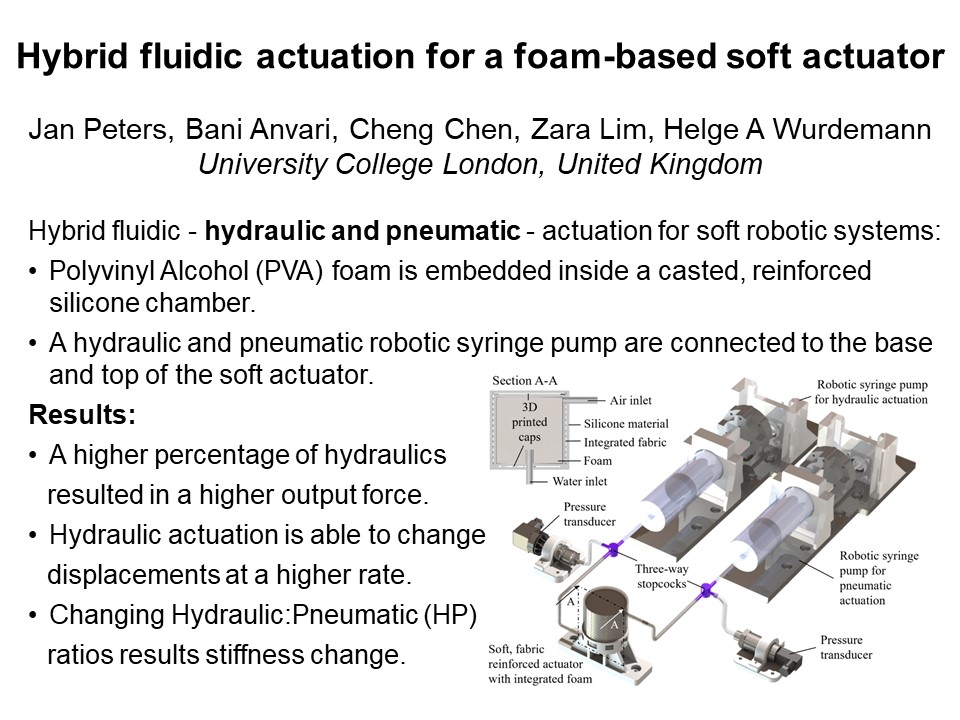 Hybrid fluidic actuation for a foam-based soft actuator
Jan Peters, Bani Anvari, Cheng Chen, Zara Lim, Helge A Wurdemann
University College London, United Kingdom
Hybrid fluidic - hydraulic and pneumatic - actuation for soft robotic systems:
• Polyvinyl Alcohol (PVA) foam is embedded inside a casted, reinforced
silicone chamber.
• A hydraulic and pneumatic robotic syringe pump are connected to the base
and top of the soft actuator.
Results:
• A higher percentage of hydraulics
resulted in a higher output force.
• Hydraulic actuation is able to change
displacements at a higher rate.
• Changing Hydraulic:Pneumatic (HP)
ratios results stiffness change.
Section A-A
3D
printed
caps
Air inlet
Silicone material
Integrated fabric
Foam
Water inlet
Robotic syringe pump
for hydraulic actuation
Pressure
transducer
Three-way
stopcocks
Robotic syringe
pump for
pneumatic
actuation
A
A
Soft, fabric
reinforced actuator
with integrated foam
Pressure
transducer